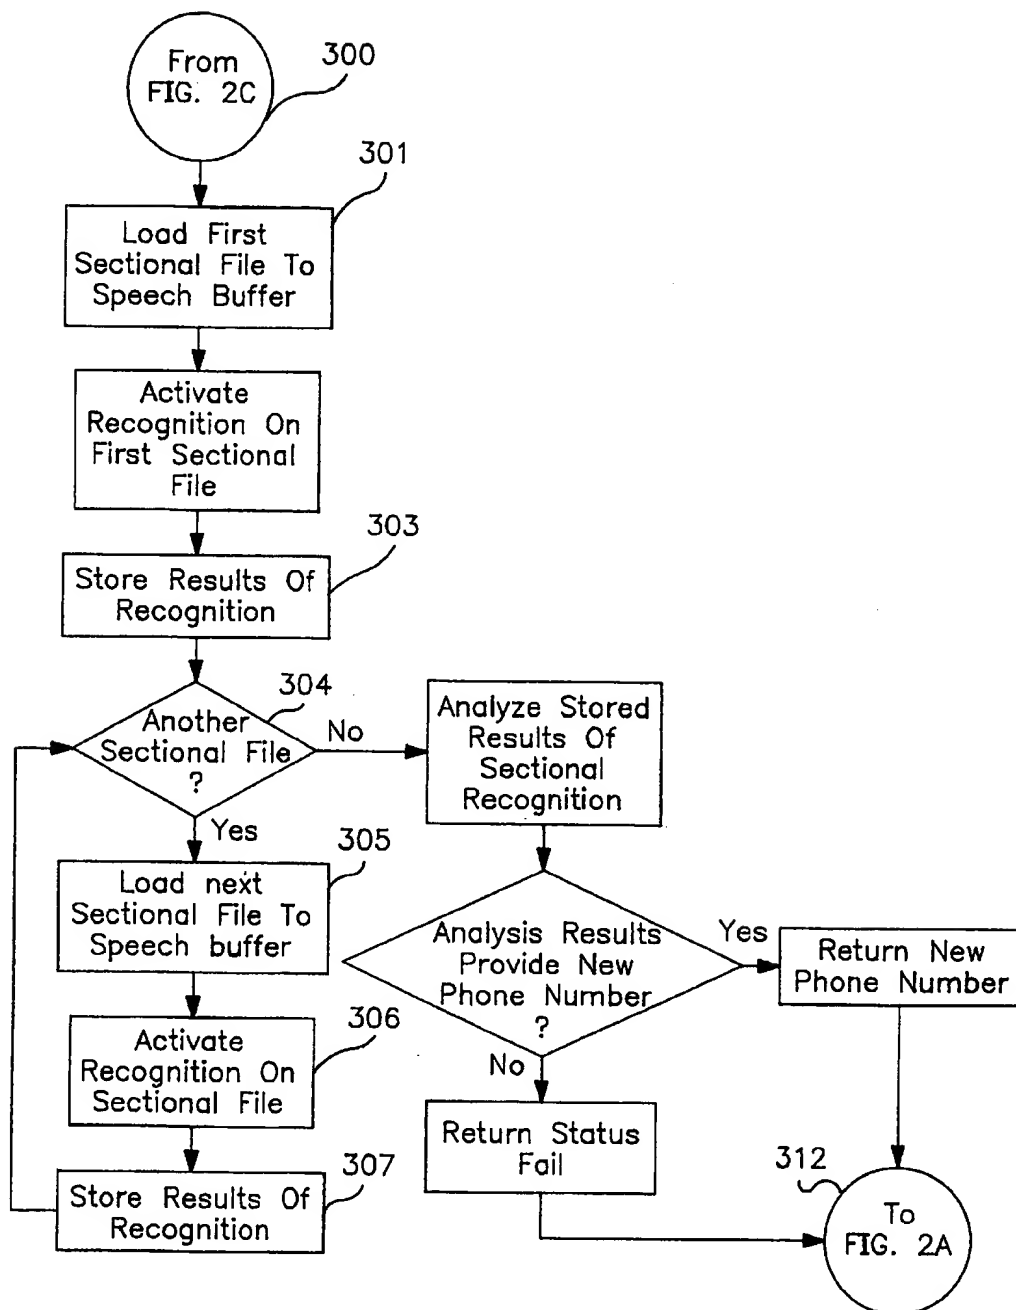 From
FIG. 2C
300
301
Load First
Sectional File To
Speech Buffer
Activate
Recognition On
First Sectional
File
303
Store Results Of
Recognition
304
Another
Sectional File
?
No
Yes
Analyze Stored
Results Of
Sectional
Recognition
305
Load next
Sectional File To
Speech buffer
Analysis Results
Provide New
Phone Number
?
Yes
No
Return New
Phone Number
306
Activate
Recognition On
Sectional File
Return Status
Fail
307
Store Results Of
Recognition
312
To
FIG. 2A